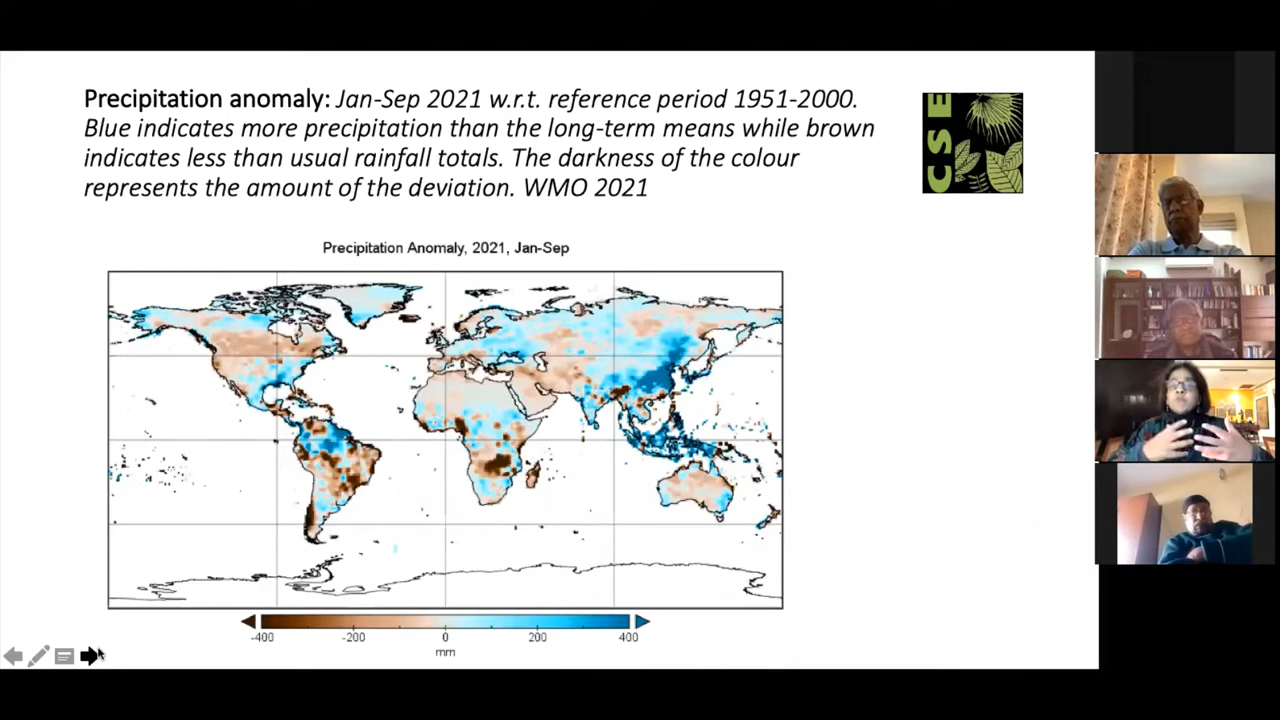 Precipitation anomaly: Jan-Sep 2021 w.r.t. reference period 1951-2000.
Blue indicates more precipitation than the long-term means while brown
indicates less than usual rainfall totals. The darkness of the colour
represents the amount of the deviation. WMO 2021
CSE
Precipitation Anomaly, 2021, Jan-Sep
-400 -200 0 200 400
mm